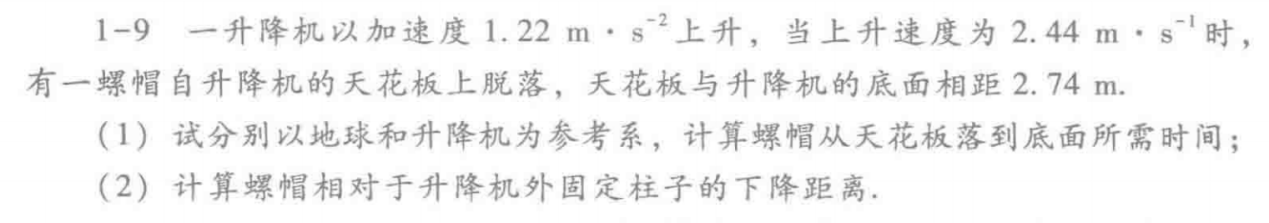 1-9 一升降机以加速度 1.22 m·s⁻²上升，当上升速度为 2.44 m·s⁻¹时，
有一螺帽自升降机的天花板上脱落，天花板与升降机的底面相距 2.74 m.
(1) 试分别以地球和升降机为参考系，计算螺帽从天花板落到底面所需时间；
(2) 计算螺帽相对于升降机外固定柱子的下降距离.